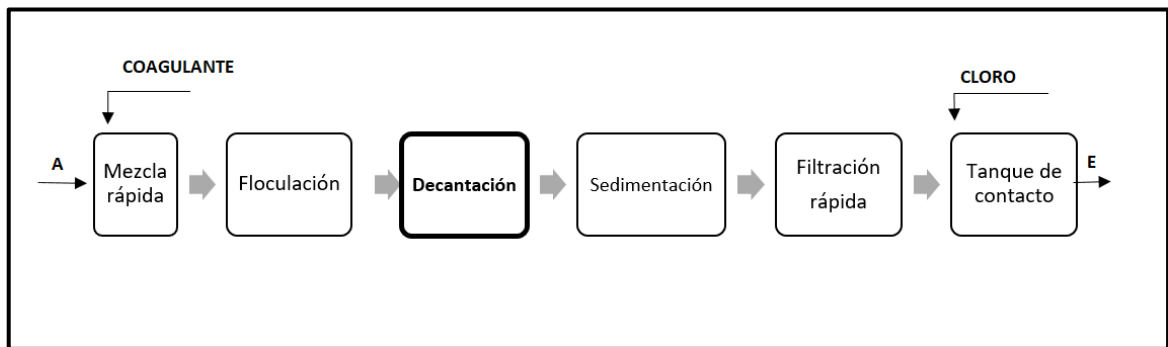 COAGULANTE
CLORO
A
Mezcla
rápida
Floculación
Decantación
Sedimentación
Filtración
rápida
Tanque de
contacto
E